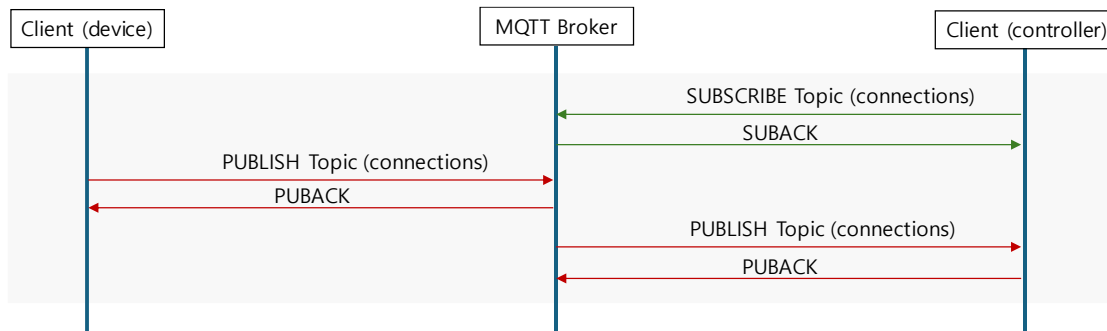 Client (device)
MQTT Broker
Client (controller)
SUBSCRIBE Topic (connections)
SUBACK
PUBLISH Topic (connections)
PUBACK
PUBLISH Topic (connections)
PUBACK